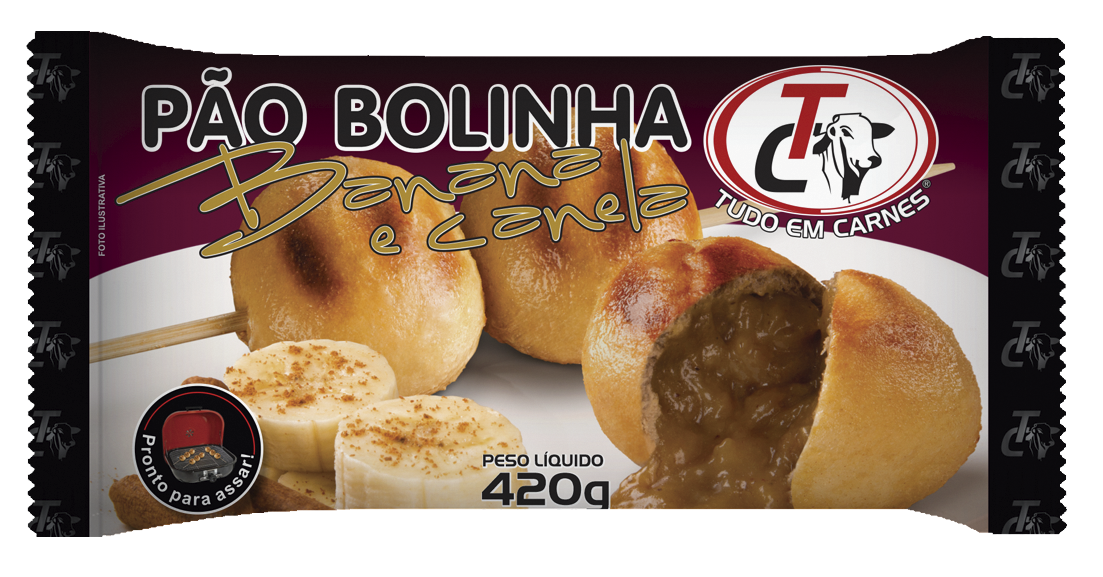 PÃO BOLINHA
Banana
e canela
TC
TUDO EM CARNES®
FOTO ILUSTRATIVA
Pronto para assar!
PESO LÍQUIDO
420g